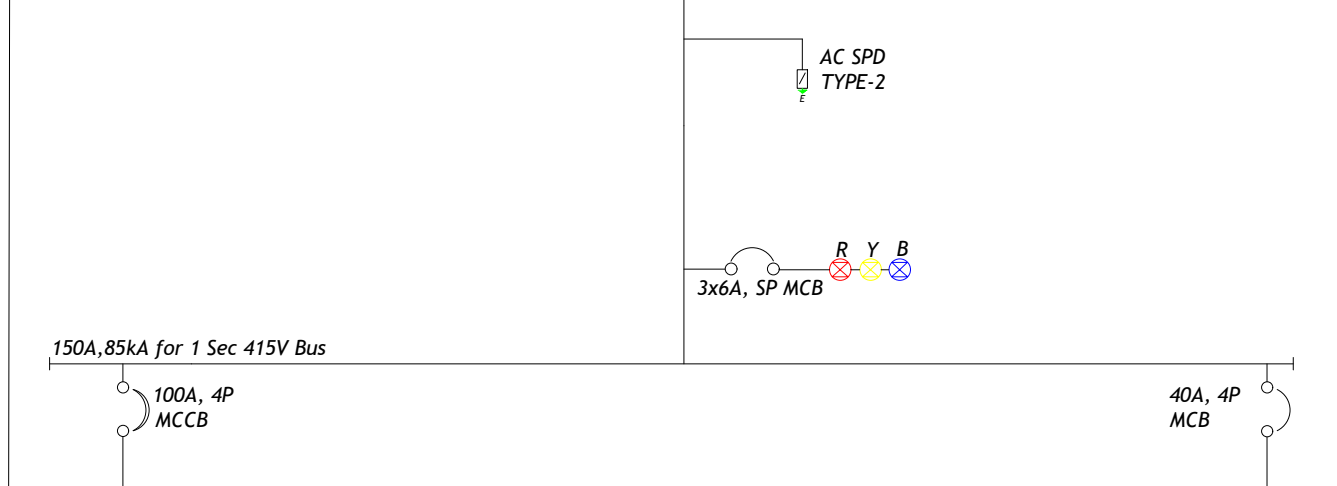 AC SPD
TYPE-2
E
R Y B
3x6A, SP MCB
150A,85kA for 1 Sec 415V Bus
100A, 4P
MCCB
40A, 4P
MCB